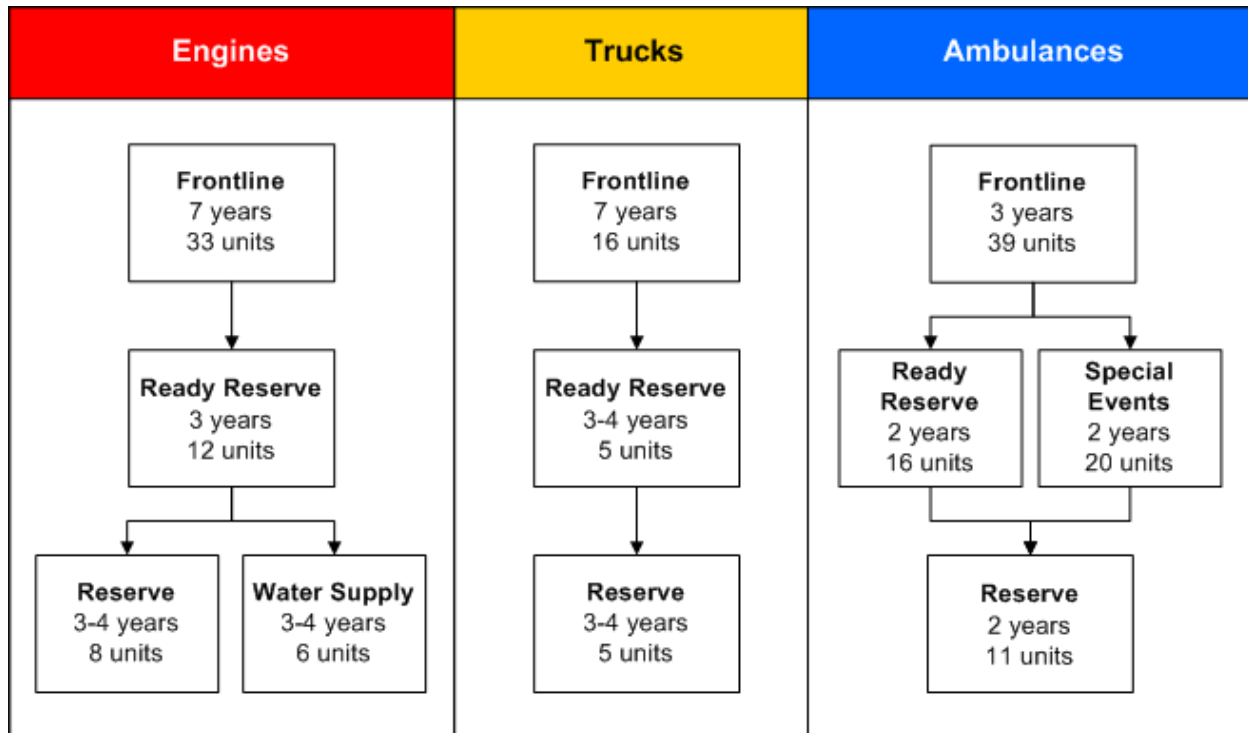 Engines
Trucks
Ambulances
Frontline
7 years
33 units
Ready Reserve
3 years
12 units
Reserve
3-4 years
8 units
Water Supply
3-4 years
6 units
Frontline
7 years
16 units
Ready Reserve
3-4 years
5 units
Reserve
3-4 years
5 units
Frontline
3 years
39 units
Ready
Reserve
2 years
16 units
Special
Events
2 years
20 units
Reserve
2 years
11 units